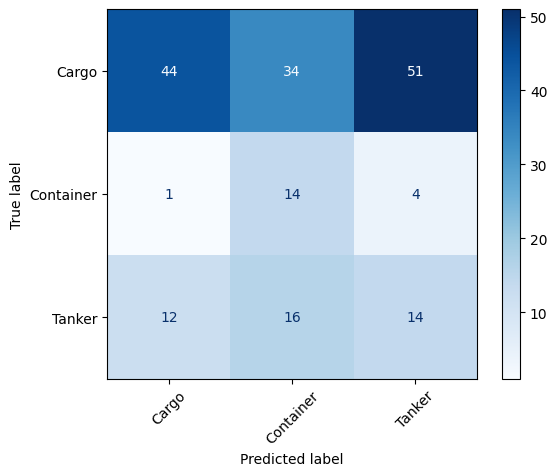 Cargo 44 34 51
Container 1 14 4
Tanker 12 16 14
Cargo Container Tanker
Predicted label
True label
50
40
30
20
10